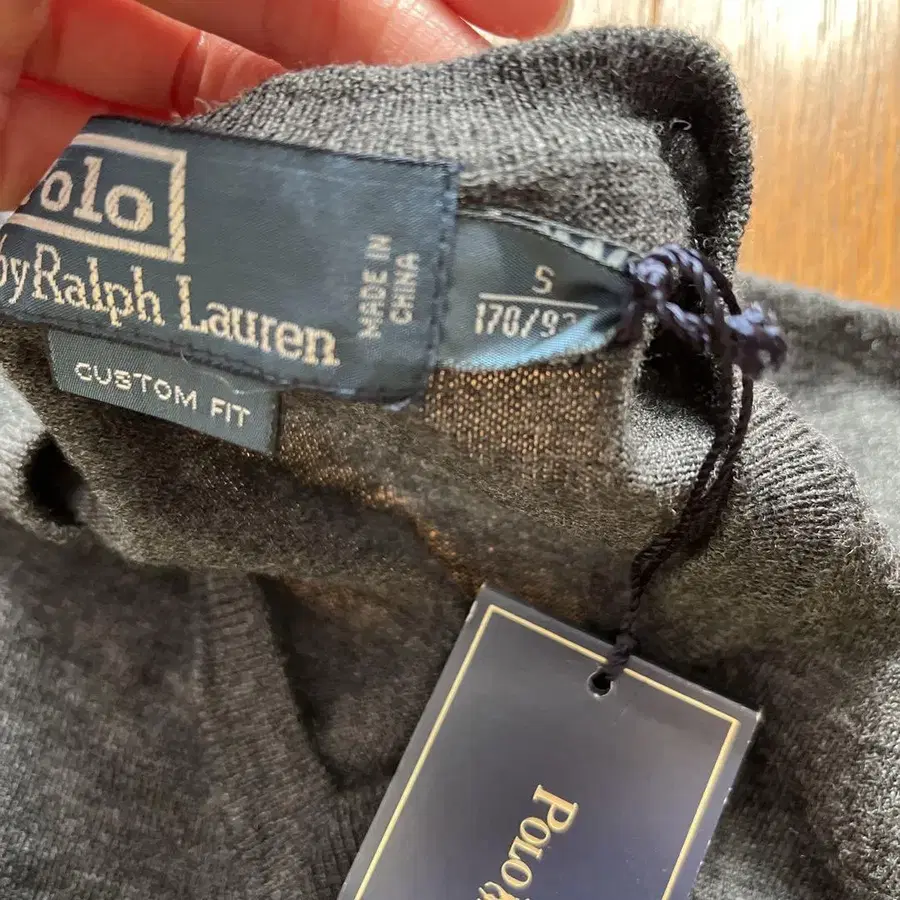 Polo
by Ralph Lauren
MADE IN
CHINA
CUSTOM FIT
S
170/92
POLO